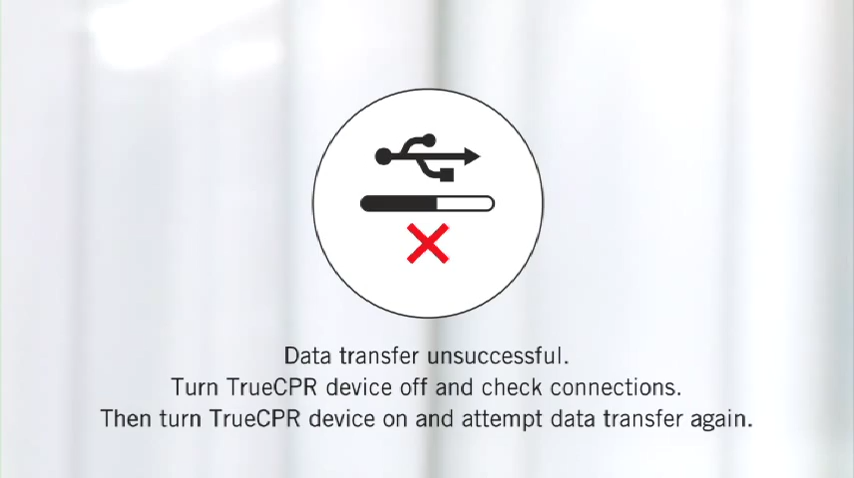 Data transfer unsuccessful.
Turn TrueCPR device off and check connections.
Then turn TrueCPR device on and attempt data transfer again.